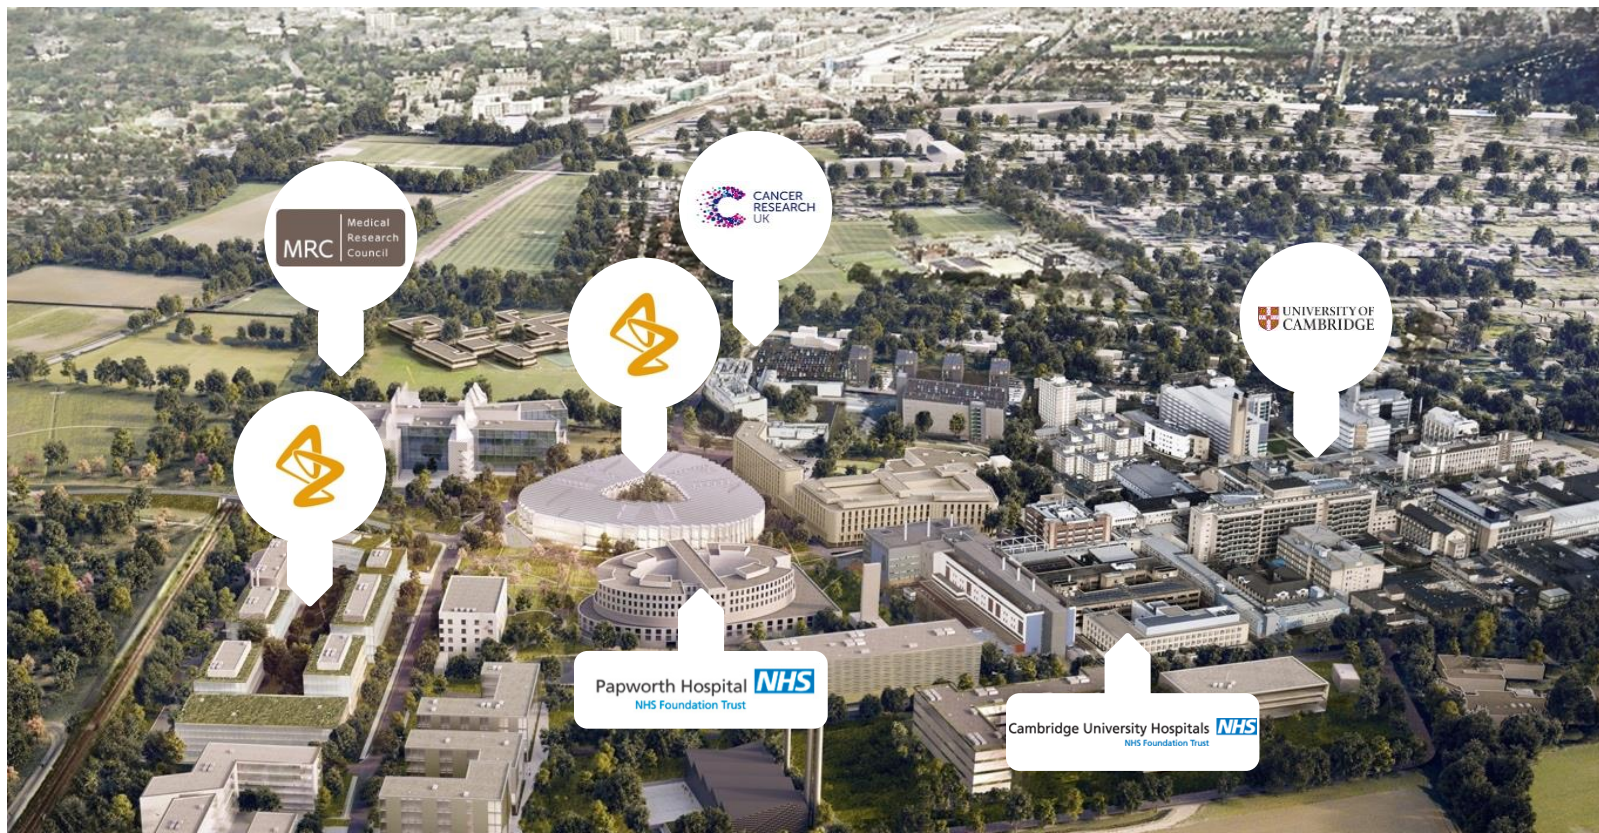 CANCER
RESEARCH
UK
MRC
Medical
Research
Council
UNIVERSITY OF
CAMBRIDGE
Papworth Hospital NHS
NHS Foundation Trust
Cambridge University Hospitals NHS
NHS Foundation Trust